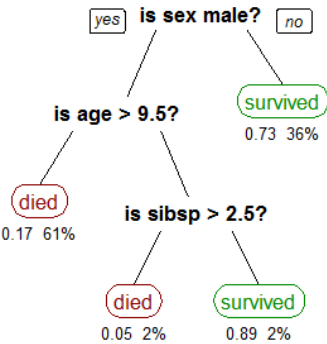 yes is sex male? no
is age > 9.5?
survived
0.73 36%
died
0.17 61%
is sibsp > 2.5?
died survived
0.05 2% 0.89 2%